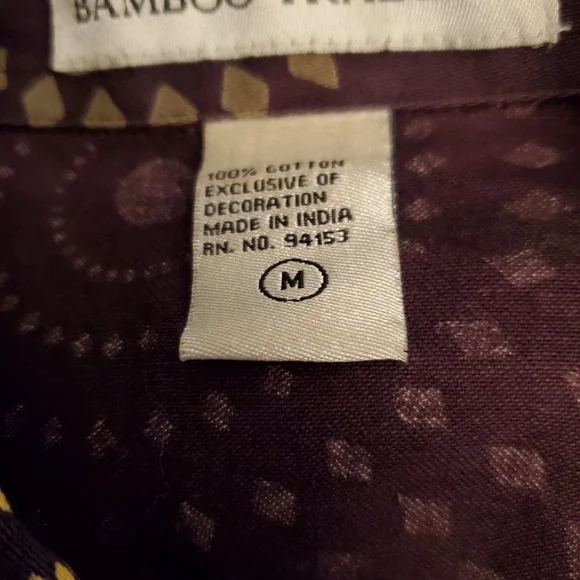 BAMBOO
100% COTTON
EXCLUSIVE OF
DECORATION
MADE IN INDIA
RN. NO. 94153
M